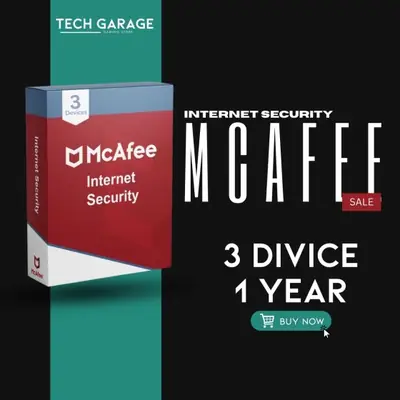 TECH GARAGE
3
Devices
McAfee
Internet
Security
Internet Security
McAfee
INTERNET SECURITY
MCAFEE
SALE
3 DIVICE
1 YEAR
BUY NOW